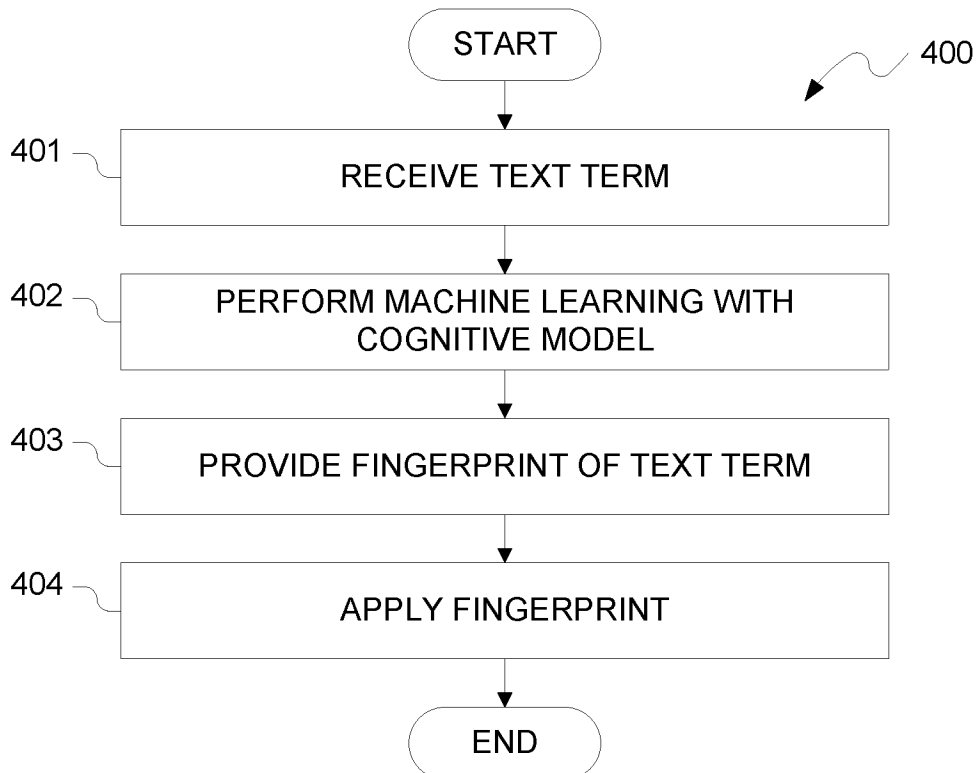 START
400
401
RECEIVE TEXT TERM
402
PERFORM MACHINE LEARNING WITH
COGNITIVE MODEL
403
PROVIDE FINGERPRINT OF TEXT TERM
404
APPLY FINGERPRINT
END